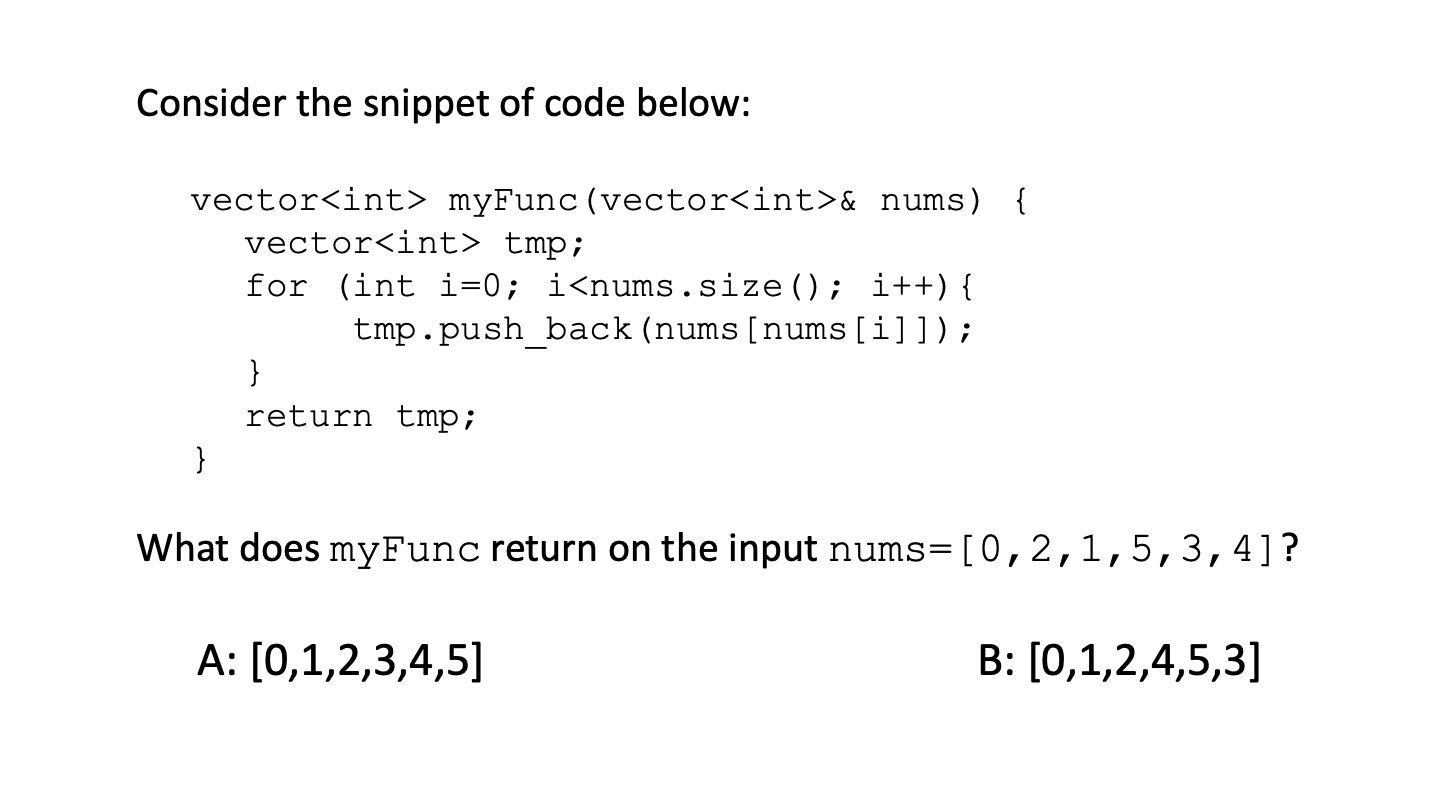 Consider the snippet of code below:
vector<int> myFunc(vector<int>& nums) {
vector<int> tmp;
for (int i=0; i<nums.size(); i++){
tmp.push_back(nums[nums[i]]);
}
return tmp;
}
What does myFunc return on the input nums=[0,2,1,5,3,4]?
A: [0,1,2,3,4,5] B: [0,1,2,4,5,3]